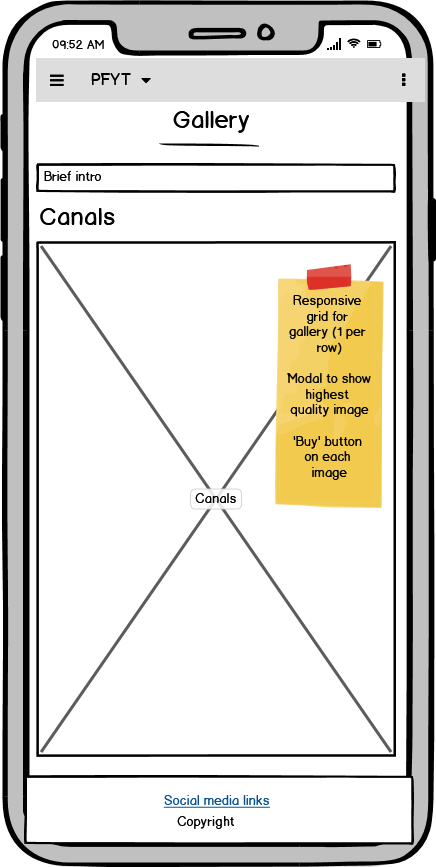 09:52 AM
PFYT
Gallery
Brief intro
Canals
Responsive
grid for
gallery (1 per
row)
Modal to show
highest
quality image
'Buy' button
on each
image
Canals
Social media links
Copyright